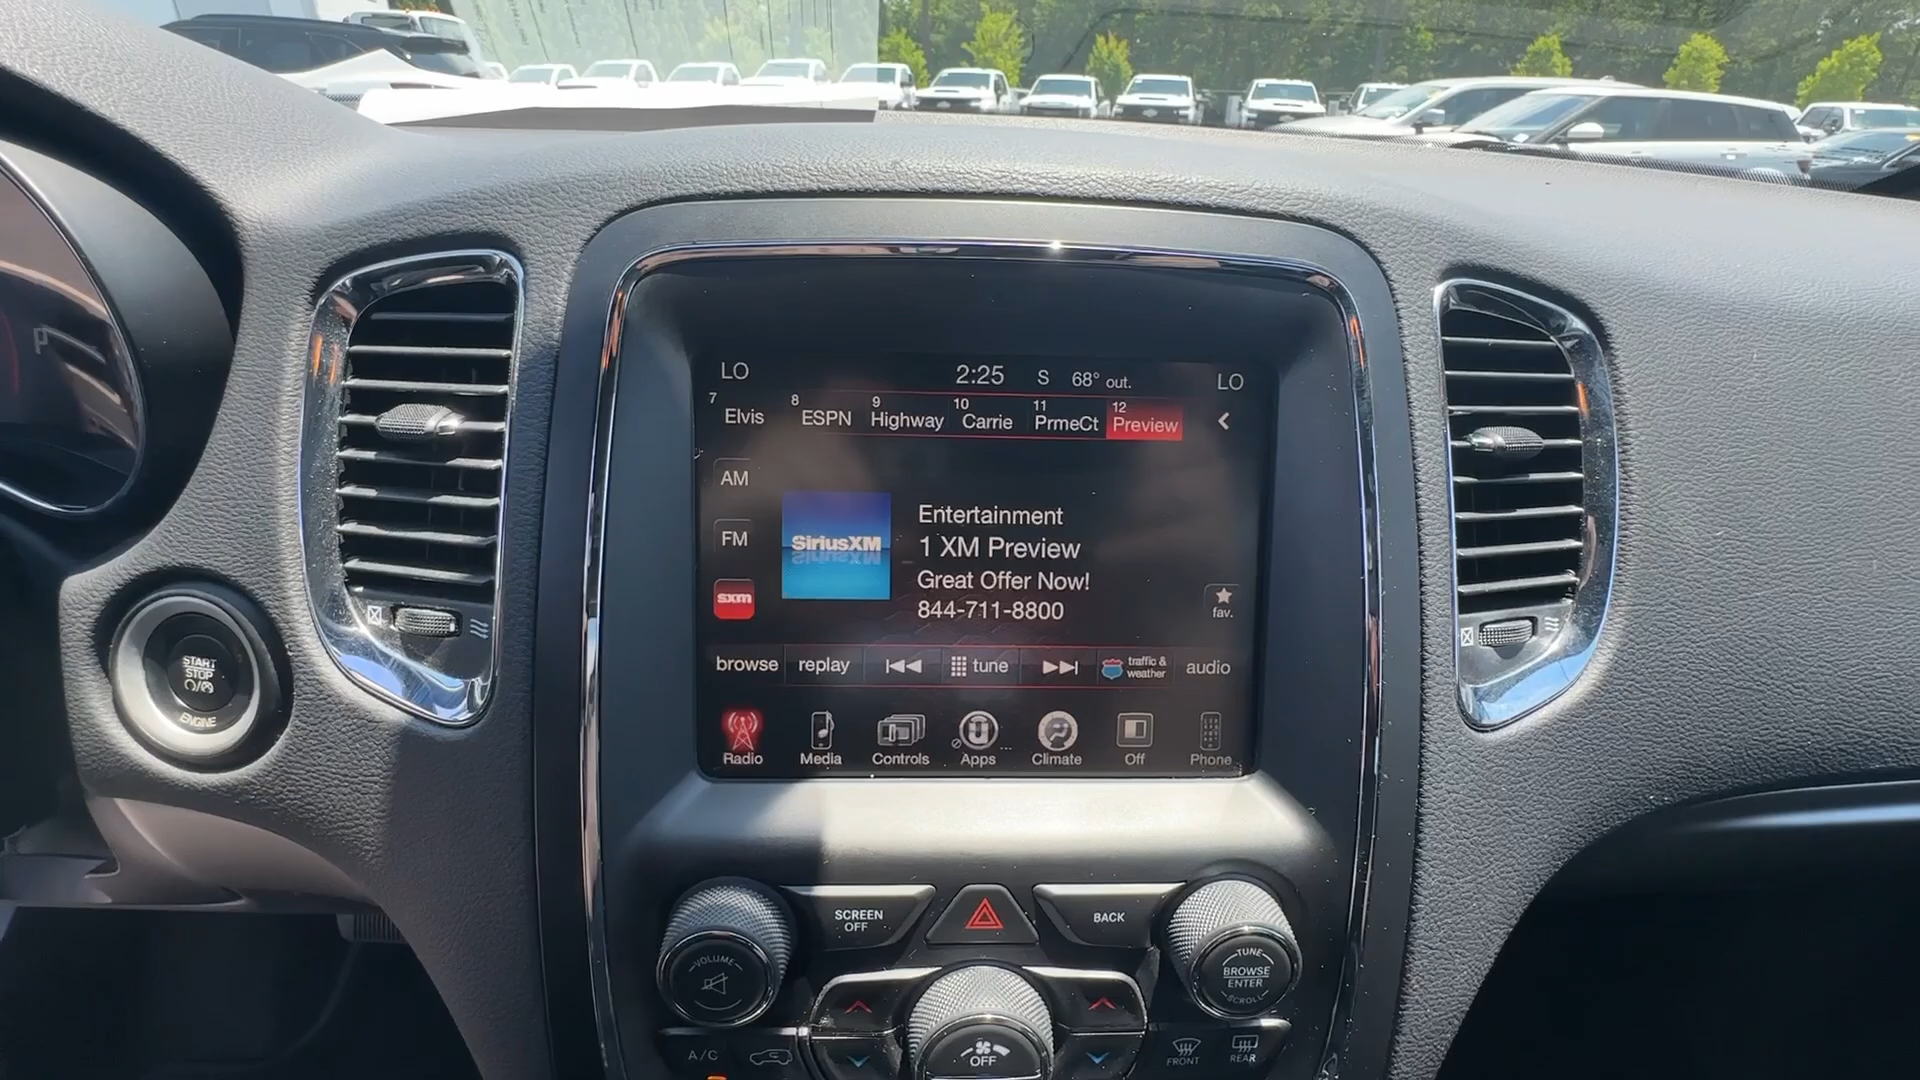 LO 2:25 S 68° out. LO
7 Elvis 8 ESPN 9 Highway 10 Carrie 11 PrmeCt 12 Preview
AM
FM
sxm
SiriusXM
Entertainment
1 XM Preview
Great Offer Now!
844-711-8800
fav.
browse replay tune traffic & weather audio
Radio Media Controls Apps Climate Off Phone
P
START
STOP
ENGINE
SCREEN
OFF
BACK
VOLUME
TUNE
BROWSE
ENTER
SCROLL
A/C
OFF
FRONT
REAR